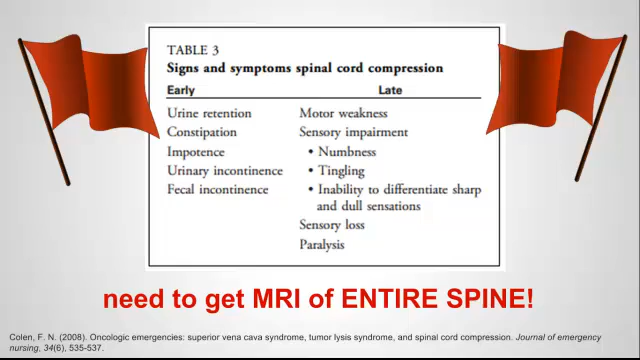 TABLE 3
Signs and symptoms spinal cord compression
Early Late
Urine retention Motor weakness
Constipation Sensory impairment
Impotence • Numbness
Urinary incontinence • Tingling
Fecal incontinence • Inability to differentiate sharp
and dull sensations
Sensory loss
Paralysis
need to get MRI of ENTIRE SPINE!
Colen, F. N. (2008). Oncologic emergencies: superior vena cava syndrome, tumor lysis syndrome, and spinal cord compression. Journal of emergency
nursing, 34(6), 535-537.